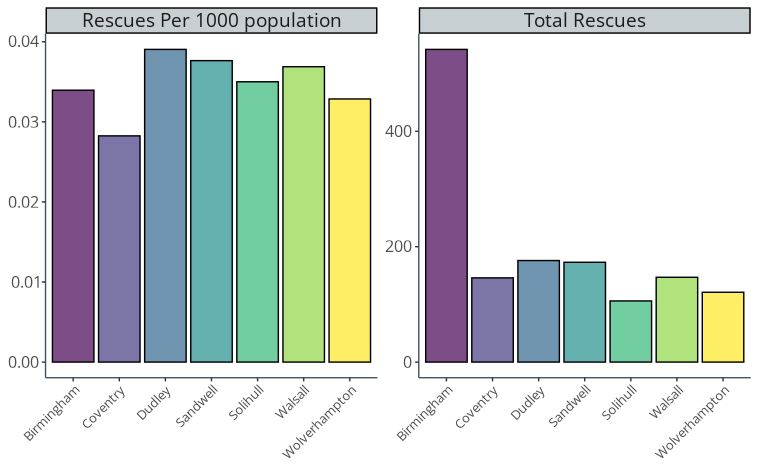 Rescues Per 1000 population
0.04
0.03
0.02
0.01
0.00
Birmingham
Coventry
Dudley
Sandwell
Solihull
Walsall
Wolverhampton
Total Rescues
400
200
0
Birmingham
Coventry
Dudley
Sandwell
Solihull
Walsall
Wolverhampton